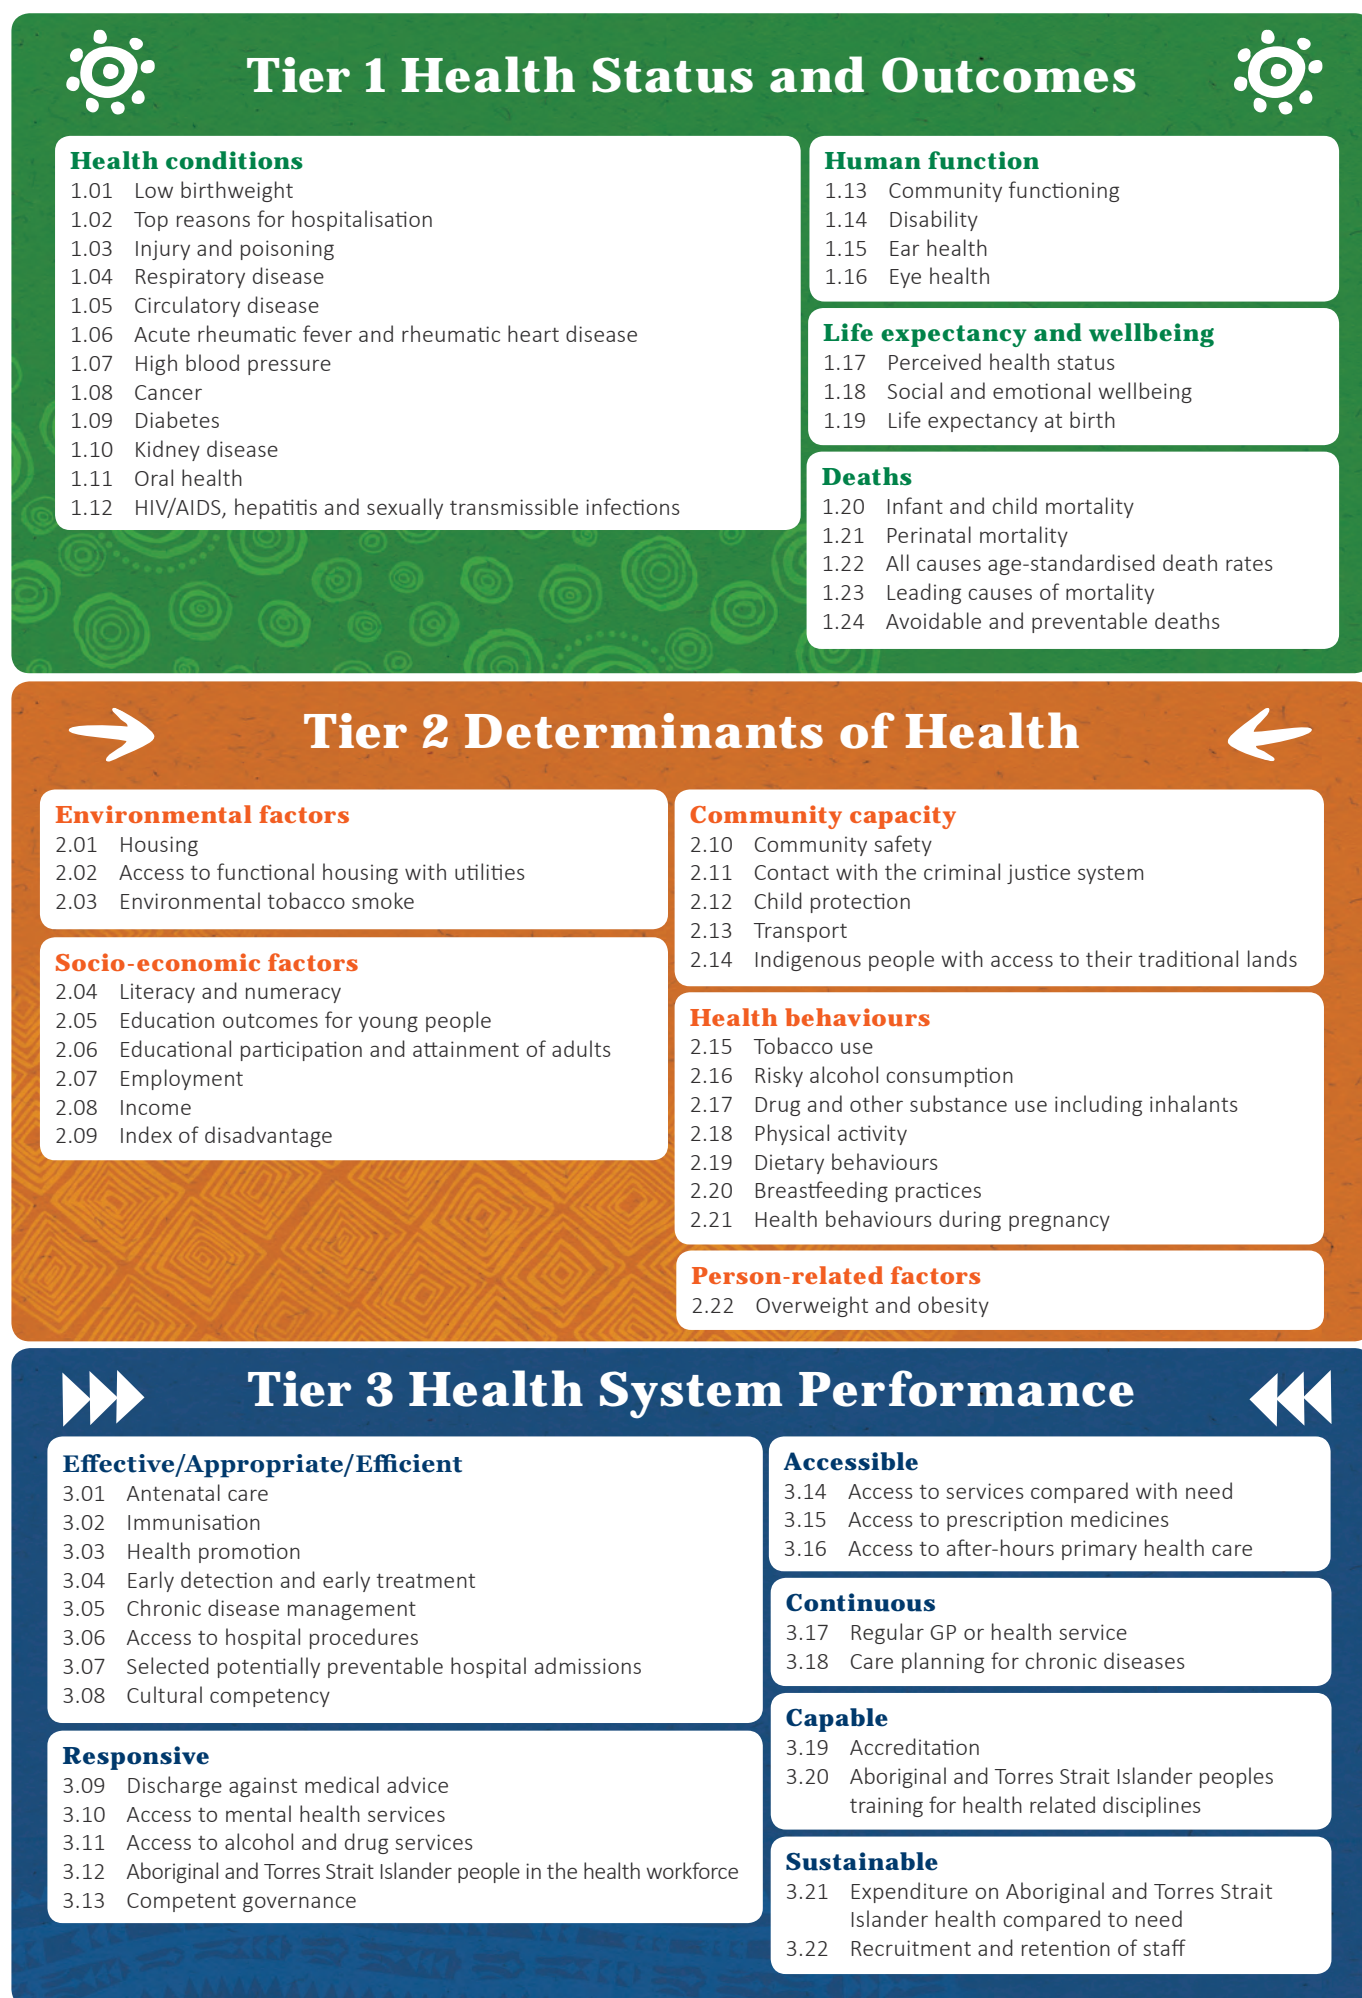 Tier 1 Health Status and Outcomes
Health conditions
1.01 Low birthweight
1.02 Top reasons for hospitalisation
1.03 Injury and poisoning
1.04 Respiratory disease
1.05 Circulatory disease
1.06 Acute rheumatic fever and rheumatic heart disease
1.07 High blood pressure
1.08 Cancer
1.09 Diabetes
1.10 Kidney disease
1.11 Oral health
1.12 HIV/AIDS, hepatitis and sexually transmissible infections
Human function
1.13 Community functioning
1.14 Disability
1.15 Ear health
1.16 Eye health
Life expectancy and wellbeing
1.17 Perceived health status
1.18 Social and emotional wellbeing
1.19 Life expectancy at birth
Deaths
1.20 Infant and child mortality
1.21 Perinatal mortality
1.22 All causes age-standardised death rates
1.23 Leading causes of mortality
1.24 Avoidable and preventable deaths
Tier 2 Determinants of Health
Environmental factors
2.01 Housing
2.02 Access to functional housing with utilities
2.03 Environmental tobacco smoke
Socio-economic factors
2.04 Literacy and numeracy
2.05 Education outcomes for young people
2.06 Educational participation and attainment of adults
2.07 Employment
2.08 Income
2.09 Index of disadvantage
Community capacity
2.10 Community safety
2.11 Contact with the criminal justice system
2.12 Child protection
2.13 Transport
2.14 Indigenous people with access to their traditional lands
Health behaviours
2.15 Tobacco use
2.16 Risky alcohol consumption
2.17 Drug and other substance use including inhalants
2.18 Physical activity
2.19 Dietary behaviours
2.20 Breastfeeding practices
2.21 Health behaviours during pregnancy
Person-related factors
2.22 Overweight and obesity
Tier 3 Health System Performance
Effective/Appropriate/Efficient
3.01 Antenatal care
3.02 Immunisation
3.03 Health promotion
3.04 Early detection and early treatment
3.05 Chronic disease management
3.06 Access to hospital procedures
3.07 Selected potentially preventable hospital admissions
3.08 Cultural competency
Responsive
3.09 Discharge against medical advice
3.10 Access to mental health services
3.11 Access to alcohol and drug services
3.12 Aboriginal and Torres Strait Islander people in the health workforce
3.13 Competent governance
Accessible
3.14 Access to services compared with need
3.15 Access to prescription medicines
3.16 Access to after-hours primary health care
Continuous
3.17 Regular GP or health service
3.18 Care planning for chronic diseases
Capable
3.19 Accreditation
3.20 Aboriginal and Torres Strait Islander peoples
training for health related disciplines
Sustainable
3.21 Expenditure on Aboriginal and Torres Strait
Islander health compared to need
3.22 Recruitment and retention of staff